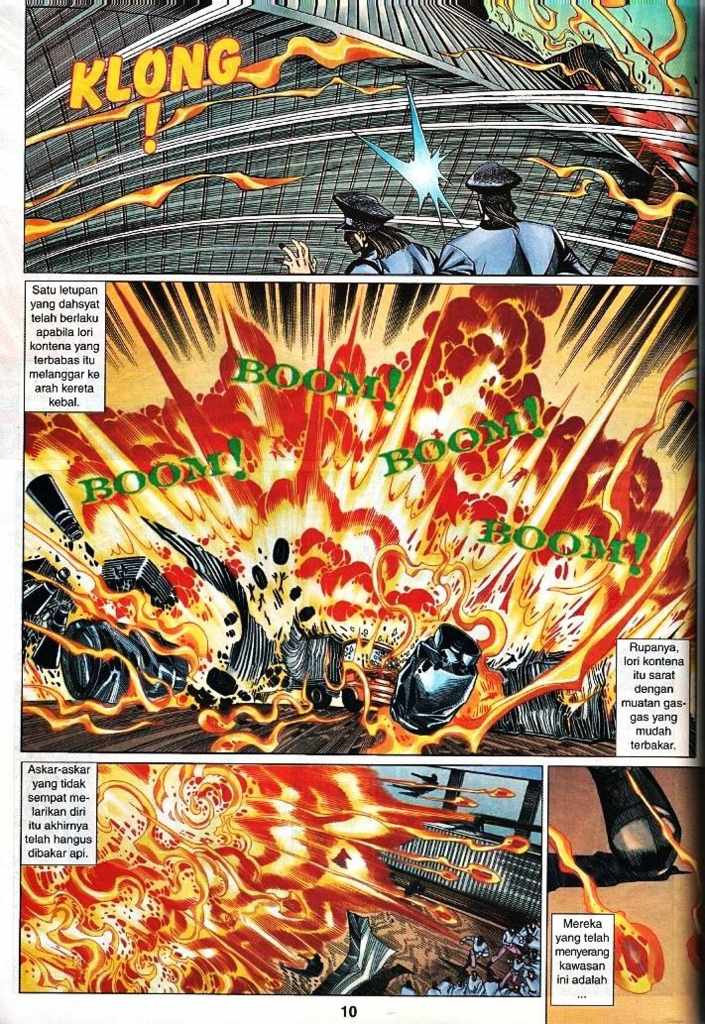 KLONG
!
Satu letupan
yang dahsyat
telah berlaku
apabila lori
kontena yang
terbabas itu
melanggar ke
arah kereta
kebal.
BOOM!
BOOM!
BOOM!
BOOM!
Rupanya,
lori kontena
itu sarat
dengan
muatan gas-
gas yang
mudah
terbakar.
Askar-askar
yang tidak
sempat me-
larikan diri
itu akhirnya
telah hangus
dibakar api.
Mereka
yang telah
menyerang
kawasan
ini adalah
...
10